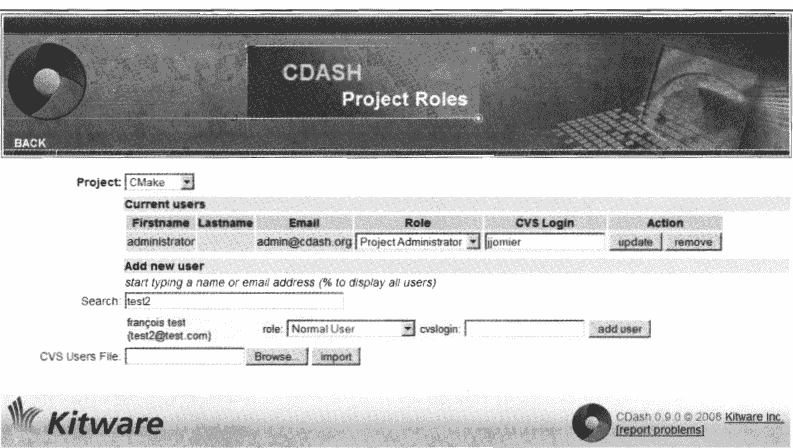 CDASH
Project Roles
BACK
Project: CMake
Current users
Firstname Lastname Email Role CVS Login Action
administrator admin@cdash.org Project Administrator jjomier update remove
Add new user
start typing a name or email address (% to display all users)
Search: test2
françois test
(test2@test.com)
role: Normal User cvslogin: add user
CVS Users File: Browse... import
Kitware
CDash 0.9.0 © 2008 Kitware Inc.
[report problems]